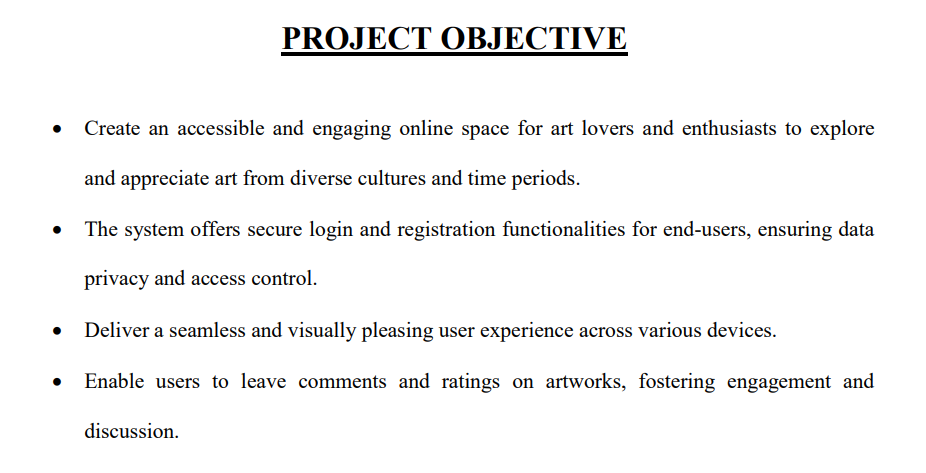 PROJECT OBJECTIVE
• Create an accessible and engaging online space for art lovers and enthusiasts to explore
and appreciate art from diverse cultures and time periods.
• The system offers secure login and registration functionalities for end-users, ensuring data
privacy and access control.
• Deliver a seamless and visually pleasing user experience across various devices.
• Enable users to leave comments and ratings on artworks, fostering engagement and
discussion.